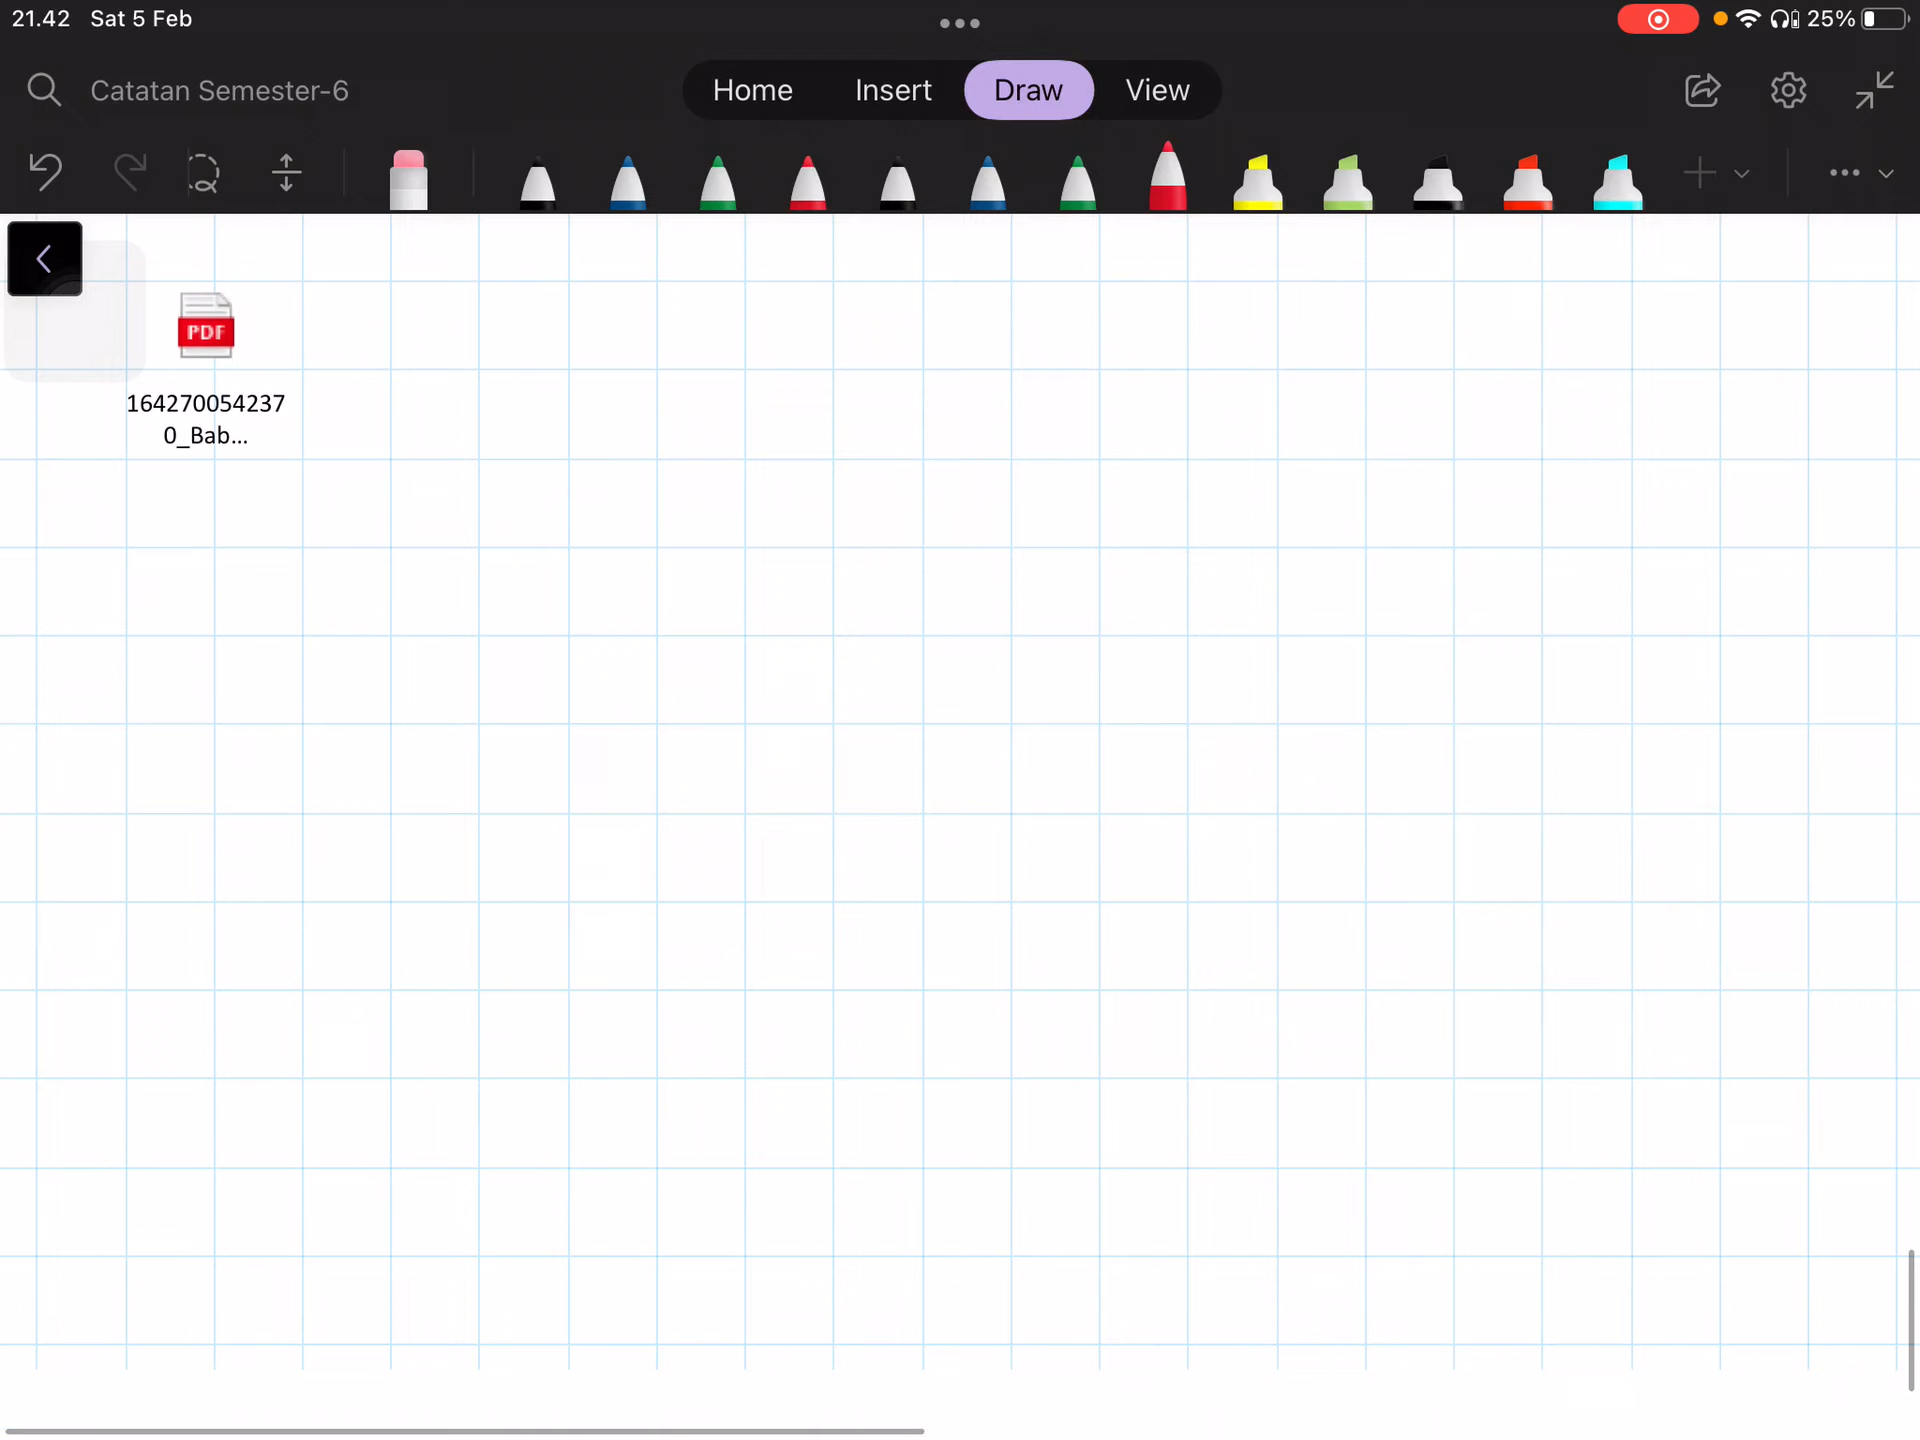 21.42 Sat 5 Feb 25%
Catatan Semester-6 Home Insert Draw View
PDF
164270054237
0_Bab...